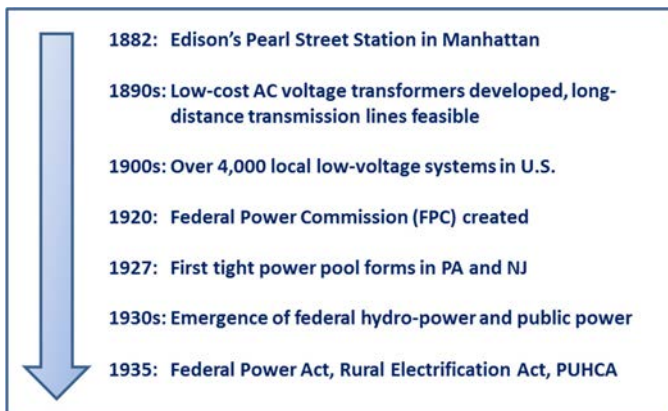 1882: Edison's Pearl Street Station in Manhattan
1890s: Low-cost AC voltage transformers developed, long-
distance transmission lines feasible
1900s: Over 4,000 local low-voltage systems in U.S.
1920: Federal Power Commission (FPC) created
1927: First tight power pool forms in PA and NJ
1930s: Emergence of federal hydro-power and public power
1935: Federal Power Act, Rural Electrification Act, PUHCA